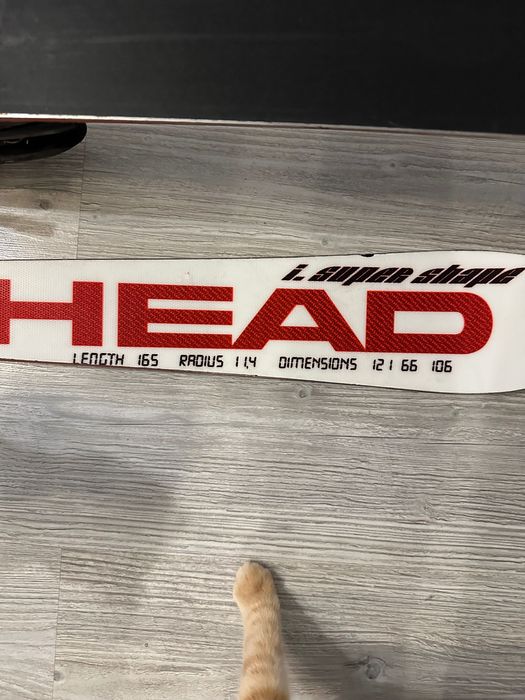 i. super shape
HEAD
LENGTH 165 RADIUS 11,4 DIMENSIONS 121 66 106